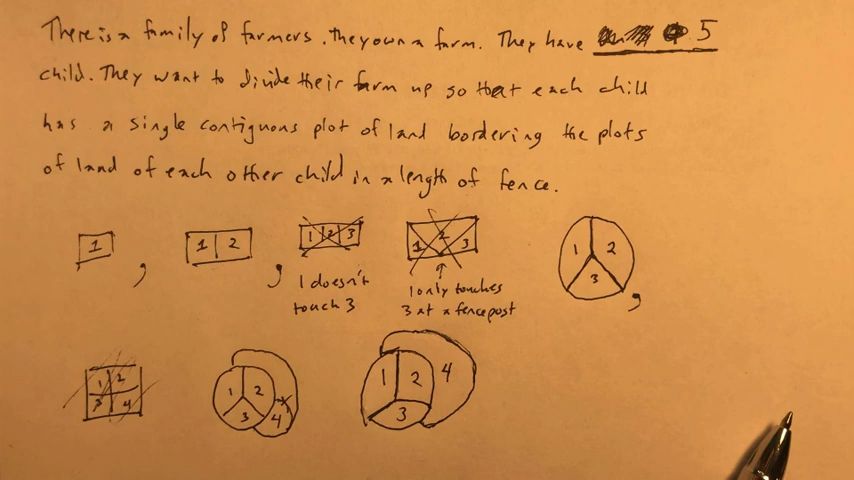 There is a family of farmers. they own a farm. They have 5
child. They want to divide their farm up so that each child
has a single contiguous plot of land bordering the plots
of land of each other child in a length of fence.
1 , 1 2 , 1 2 3 1 2 3 1 2 3 ,
1 doesn't
touch 3
1 only touches
3 at a fencepost
1 2 3 4 1 2 3 4 1 2 3 4